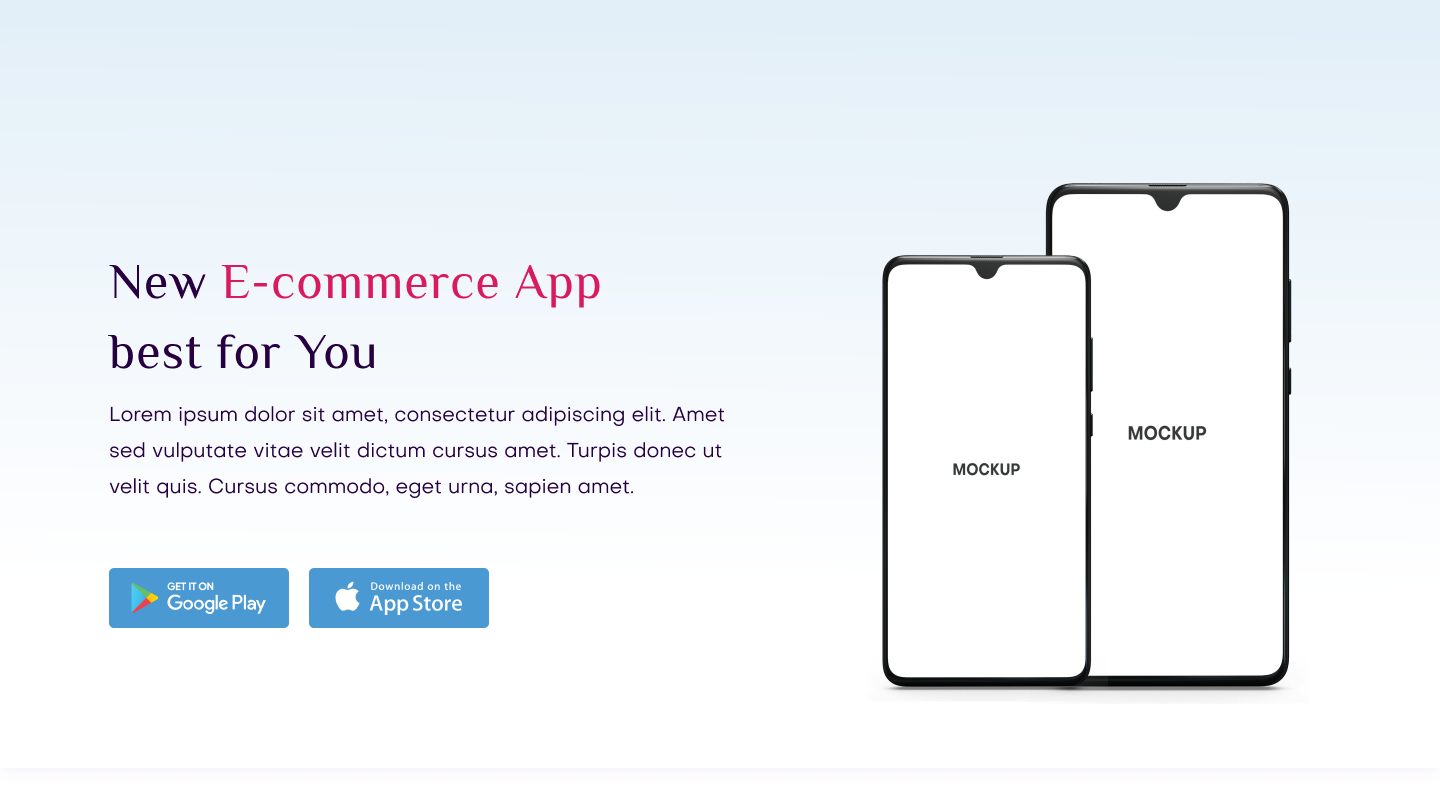 New E-commerce App
best for You
Lorem ipsum dolor sit amet, consectetur adipiscing elit. Amet
sed vulputate vitae velit dictum cursus amet. Turpis donec ut
velit quis. Cursus commodo, eget urna, sapien amet.
GET IT ON
Google Play
Download on the
App Store
MOCKUP
MOCKUP